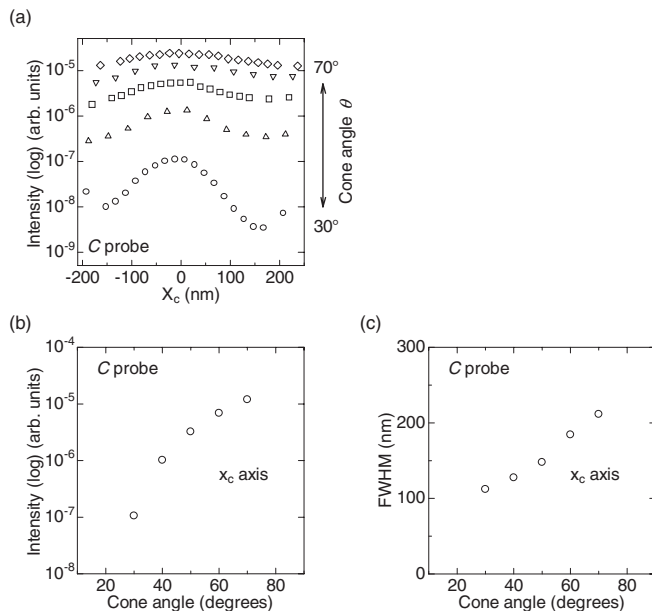 (a)
Intensity (log) (arb. units)
10⁻⁵
10⁻⁶
10⁻⁷
10⁻⁸
10⁻⁹
C probe
-200 -100 0 100 200
X_c (nm)
70°
Cone angle θ
30°
(b)
Intensity (log) (arb. units)
10⁻⁴
10⁻⁵
10⁻⁶
10⁻⁷
10⁻⁸
C probe
x_c axis
20 40 60 80
Cone angle (degrees)
(c)
FWHM (nm)
300
200
100
0
C probe
x_c axis
20 40 60 80
Cone angle (degrees)